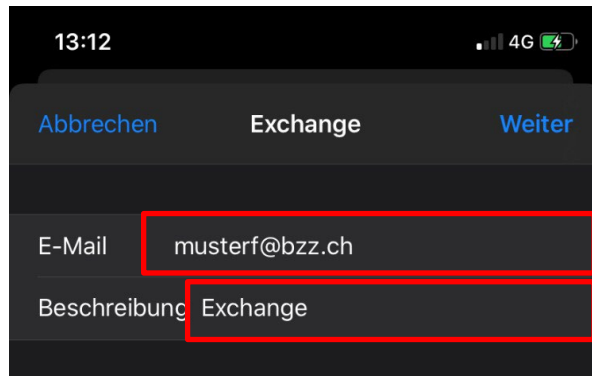 13:12 4G
Abbrechen Exchange Weiter
E-Mail musterf@bzz.ch
Beschreibung Exchange